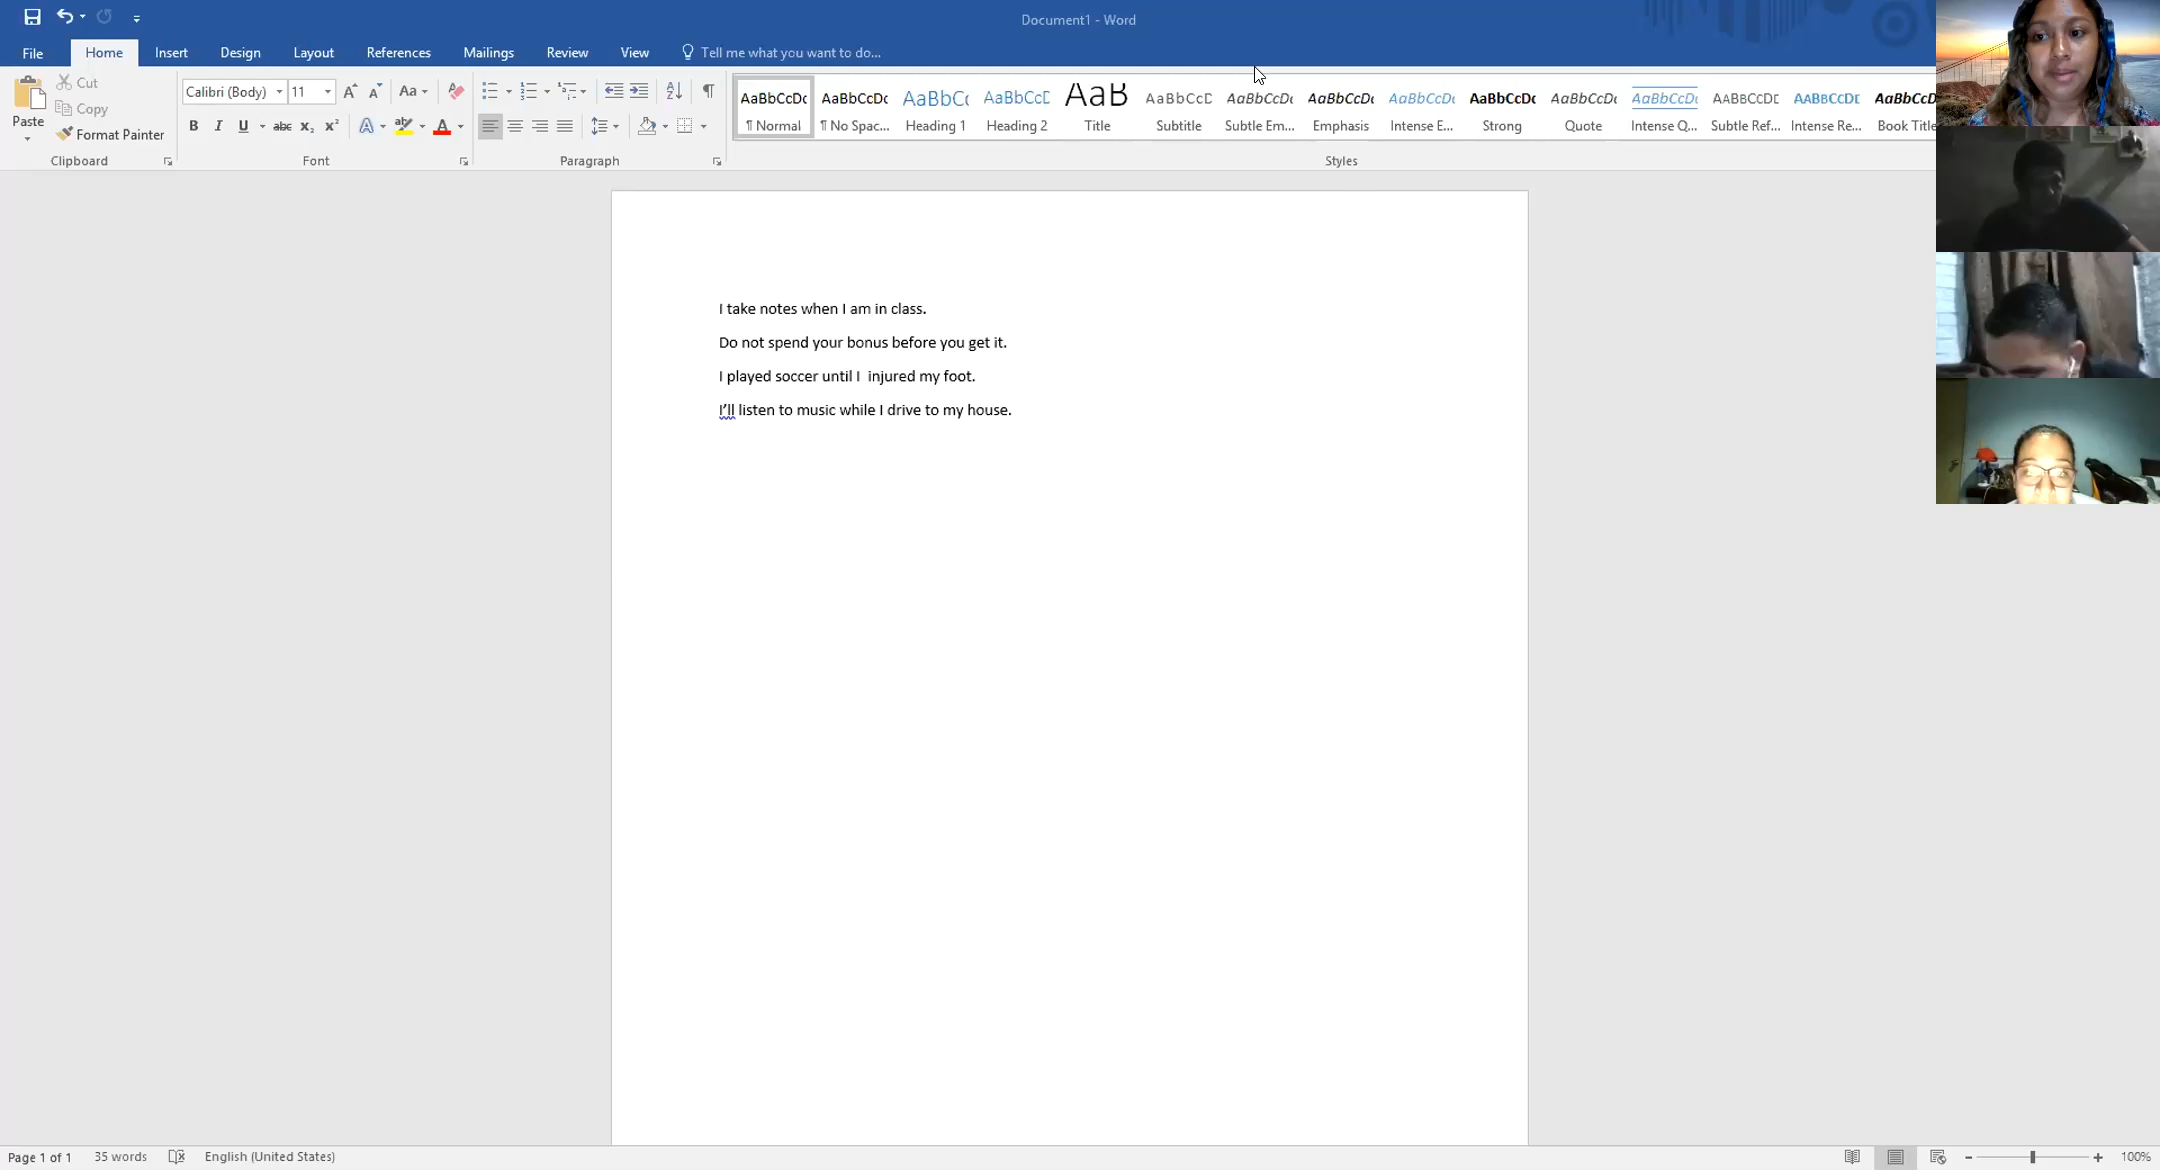 Document1 - Word
File Home Insert Design Layout References Mailings Review View Tell me what you want to do...
Cut
Copy
Paste
Format Painter
Clipboard
Calibri (Body) 11
Font
Paragraph
AaBbCcDc AaBbCcDc AaBbC AaBbCcD AaB AaBbCcD AaBbCcDc AaBbCcDc AaBbCcDc AaBbCcDc AaBbCcDc AaBbCcDc AABBCCDD AABBCCDD AaBbCcD
¶ Normal ¶ No Spac... Heading 1 Heading 2 Title Subtitle Subtle Em... Emphasis Intense E... Strong Quote Intense Q... Subtle Ref... Intense Re... Book Title
Styles
I take notes when I am in class.
Do not spend your bonus before you get it.
I played soccer until I  injured my foot.
I’ll listen to music while I drive to my house.
Page 1 of 1 35 words English (United States) 100%